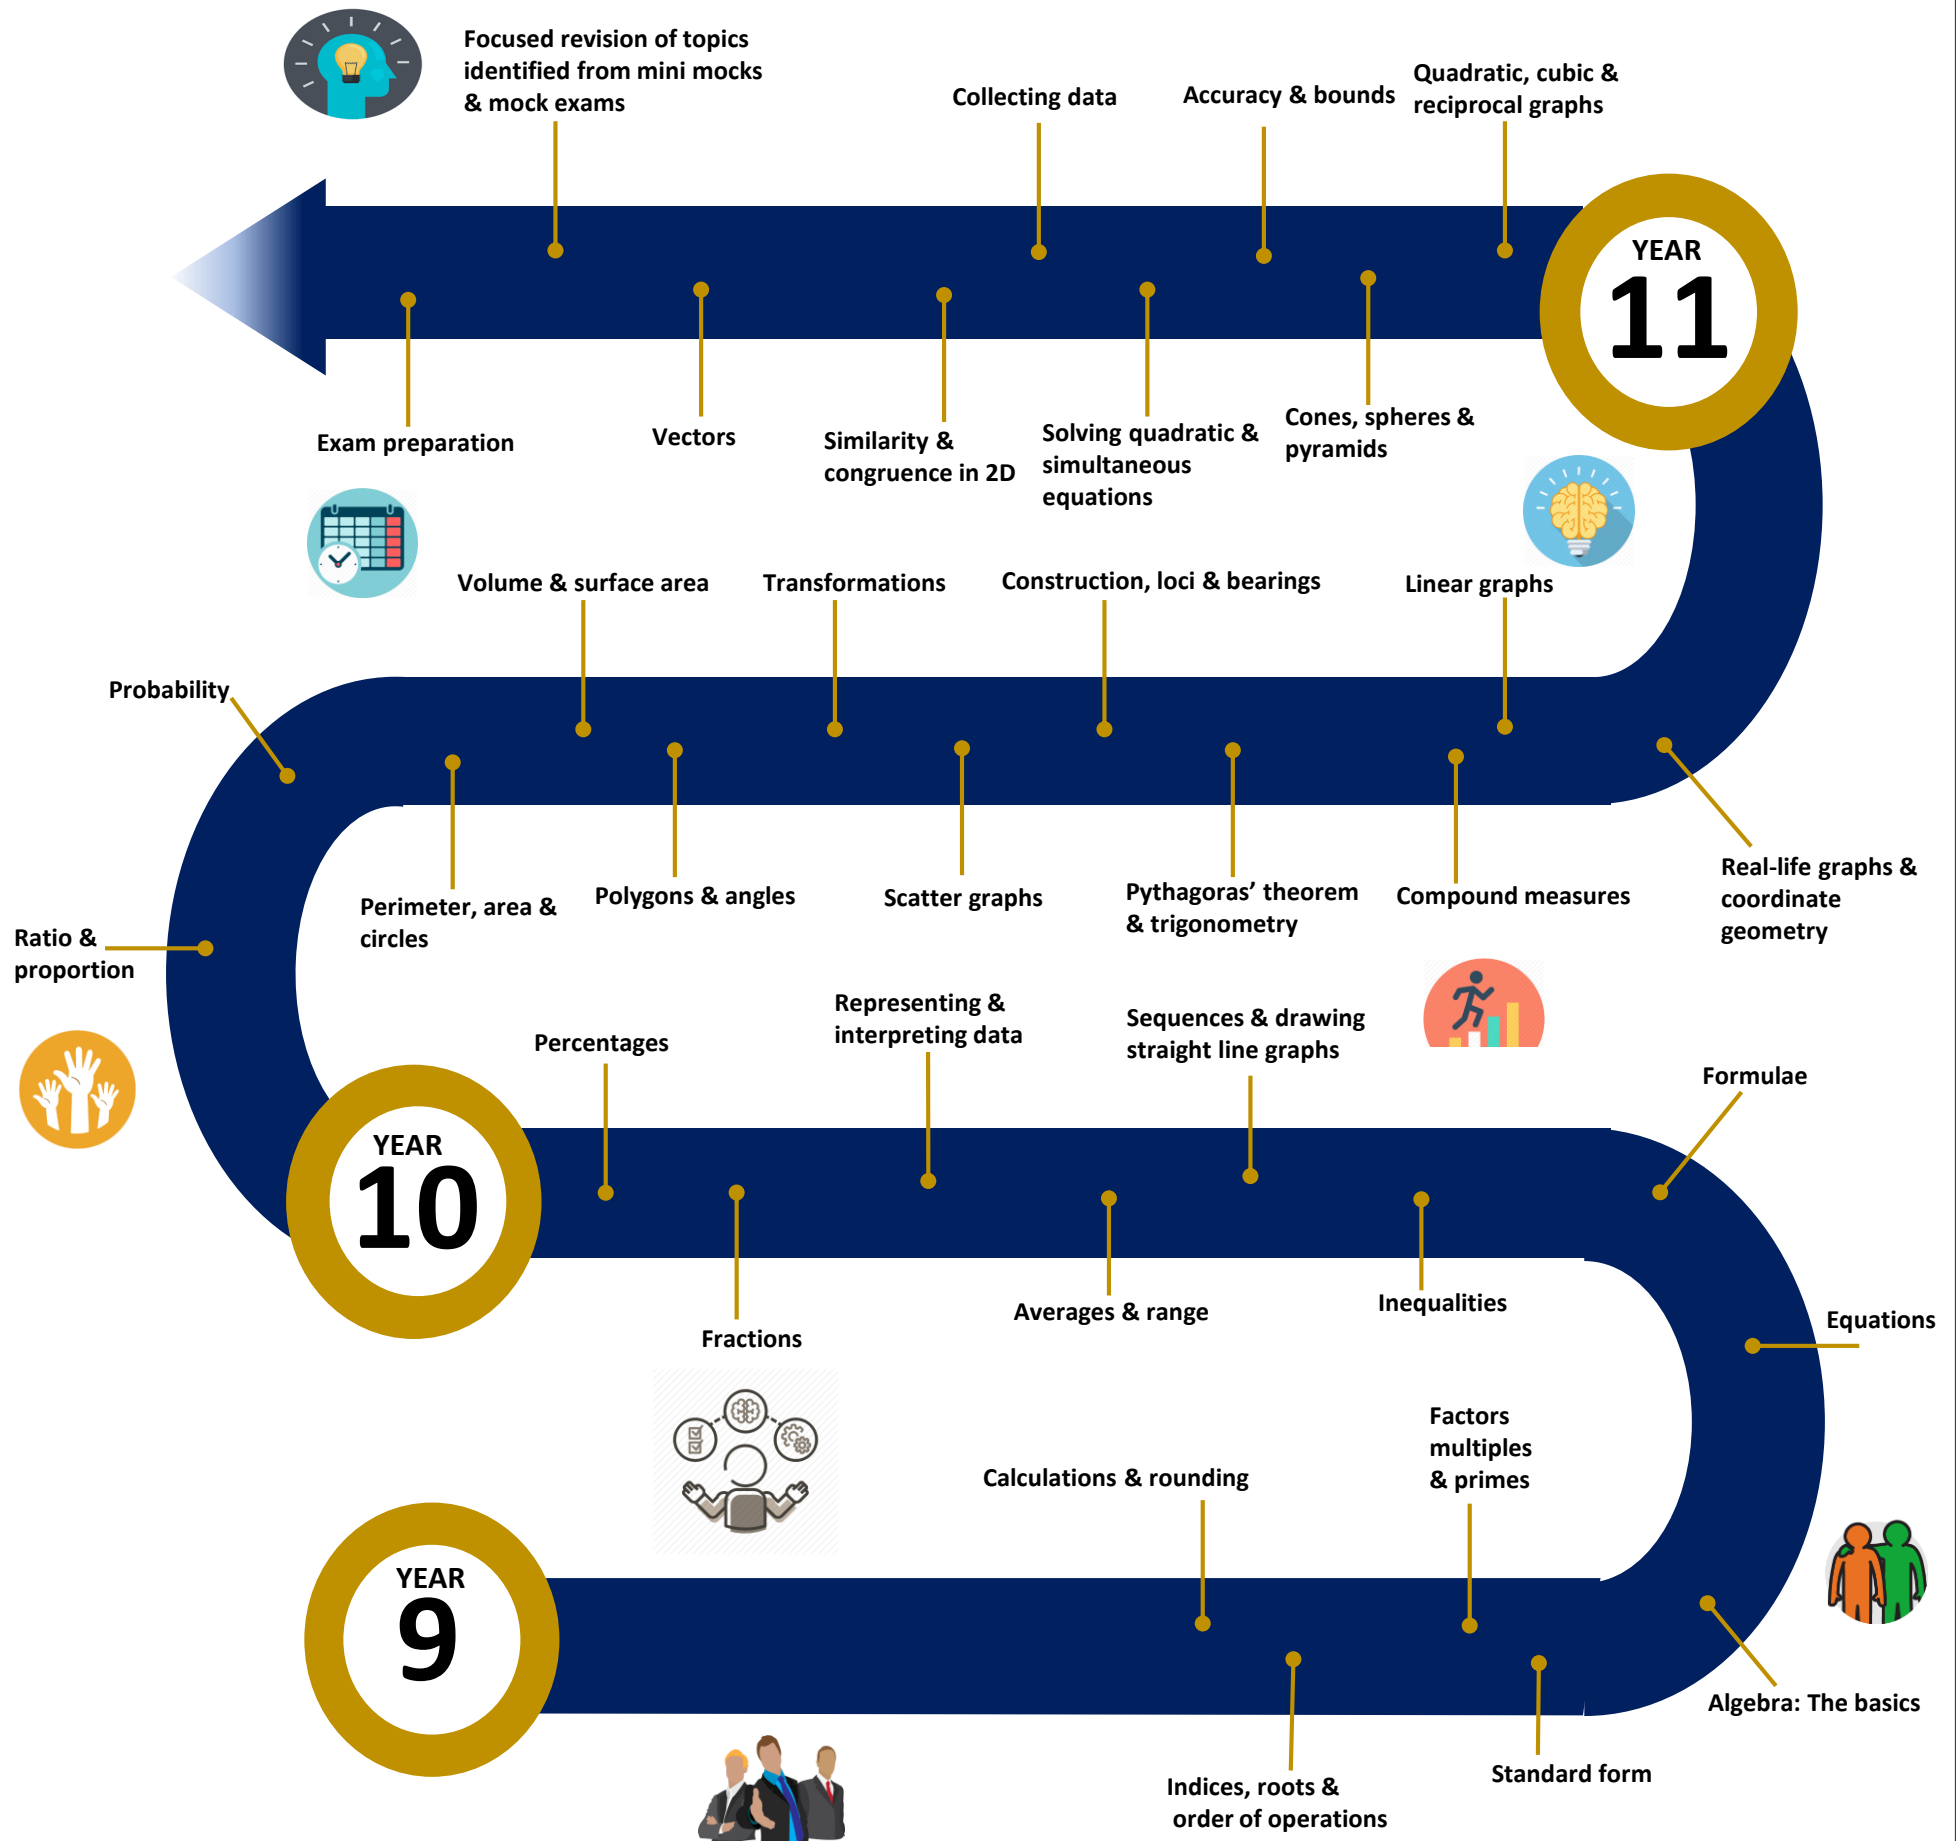 Focused revision of topics
identified from mini mocks
& mock exams
Collecting data
Accuracy & bounds
Quadratic, cubic &
reciprocal graphs
YEAR
11
Exam preparation
Vectors
Similarity &
congruence in 2D
Solving quadratic &
simultaneous
equations
Cones, spheres &
pyramids
Volume & surface area
Transformations
Construction, loci & bearings
Linear graphs
Probability
Perimeter, area &
circles
Polygons & angles
Scatter graphs
Pythagoras’ theorem
& trigonometry
Compound measures
Real-life graphs &
coordinate
geometry
Ratio &
proportion
Percentages
Representing &
interpreting data
Sequences & drawing
straight line graphs
Formulae
YEAR
10
Fractions
Averages & range
Inequalities
Equations
Calculations & rounding
Factors
multiples
& primes
YEAR
9
Algebra: The basics
Indices, roots &
order of operations
Standard form